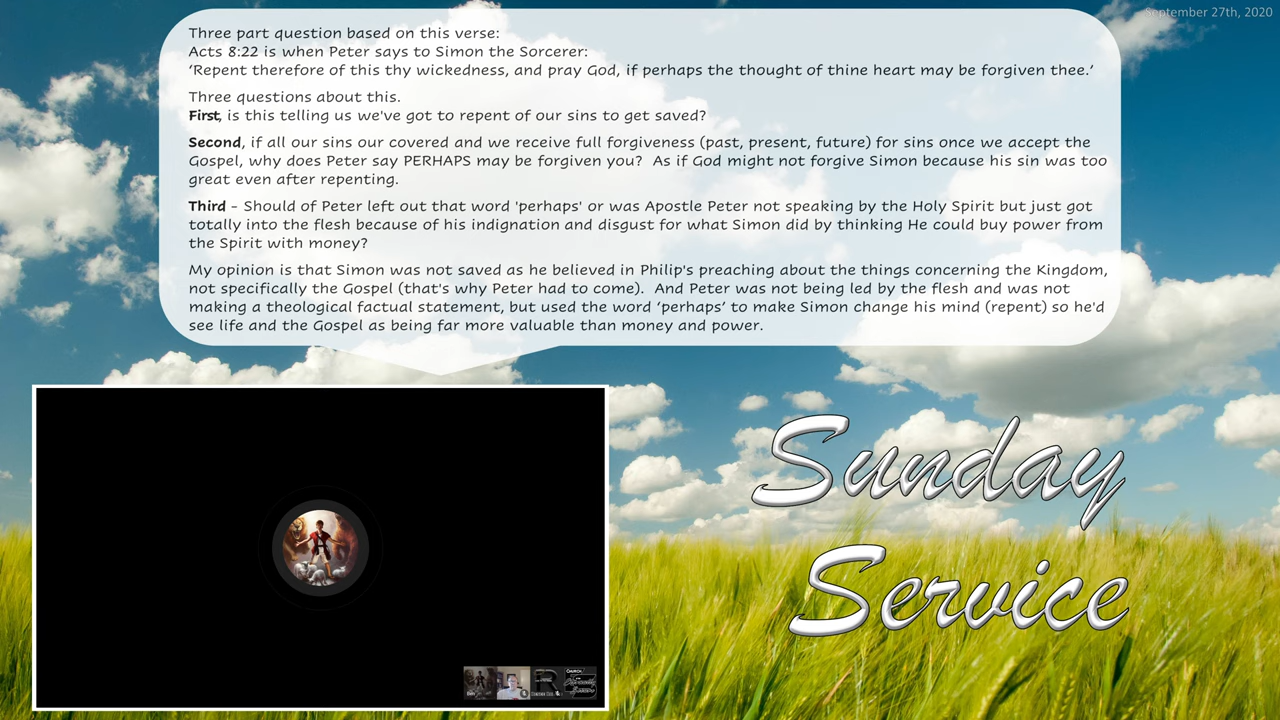 September 27th, 2020
Three part question based on this verse:
Acts 8:22 is when Peter says to Simon the Sorcerer:
‘Repent therefore of this thy wickedness, and pray God, if perhaps the thought of thine heart may be forgiven thee.’
Three questions about this.
First, is this telling us we've got to repent of our sins to get saved?
Second, if all our sins our covered and we receive full forgiveness (past, present, future) for sins once we accept the
Gospel, why does Peter say PERHAPS may be forgiven you?  As if God might not forgive Simon because his sin was too
great even after repenting.
Third - Should of Peter left out that word 'perhaps' or was Apostle Peter not speaking by the Holy Spirit but just got
totally into the flesh because of his indignation and disgust for what Simon did by thinking He could buy power from
the Spirit with money?
My opinion is that Simon was not saved as he believed in Philip's preaching about the things concerning the Kingdom,
not specifically the Gospel (that's why Peter had to come).  And Peter was not being led by the flesh and was not
making a theological factual statement, but used the word ‘perhaps’ to make Simon change his mind (repent) so he'd
see life and the Gospel as being far more valuable than money and power.
Sunday
Service